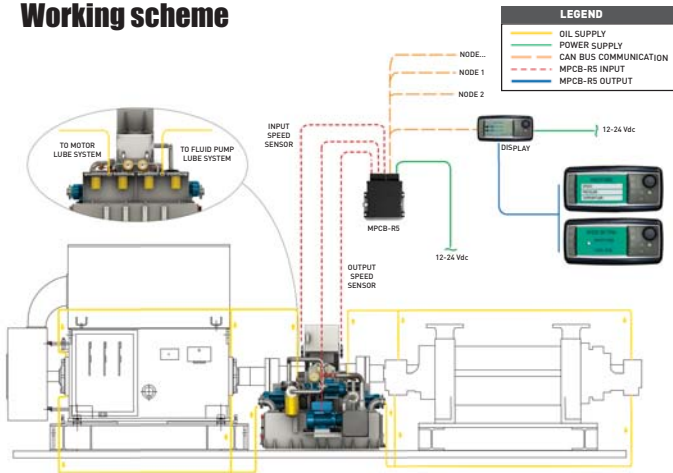 Working scheme
LEGEND
OIL SUPPLY
POWER SUPPLY
CAN BUS COMMUNICATION
MPCB-R5 INPUT
MPCB-R5 OUTPUT
NODE...
NODE 1
NODE 2
INPUT
SPEED
SENSOR
TO MOTOR
LUBE SYSTEM
TO FLUID PUMP
LUBE SYSTEM
DISPLAY
12-24 Vdc
MPCB-R5
12-24 Vdc
OUTPUT
SPEED
SENSOR